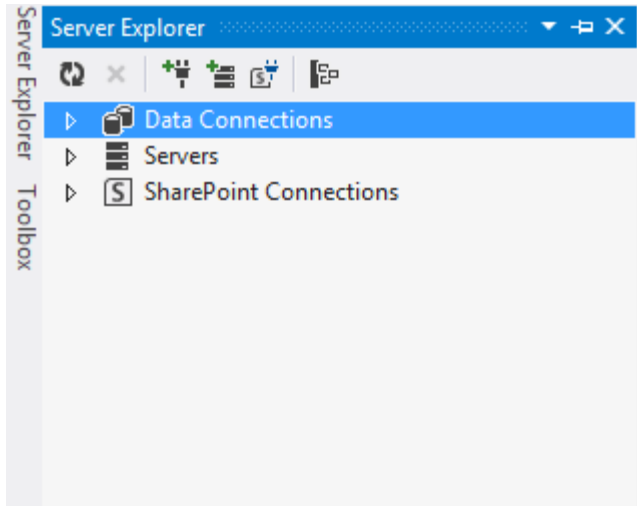 Server Explorer
Toolbox
Server Explorer
Data Connections
Servers
S SharePoint Connections